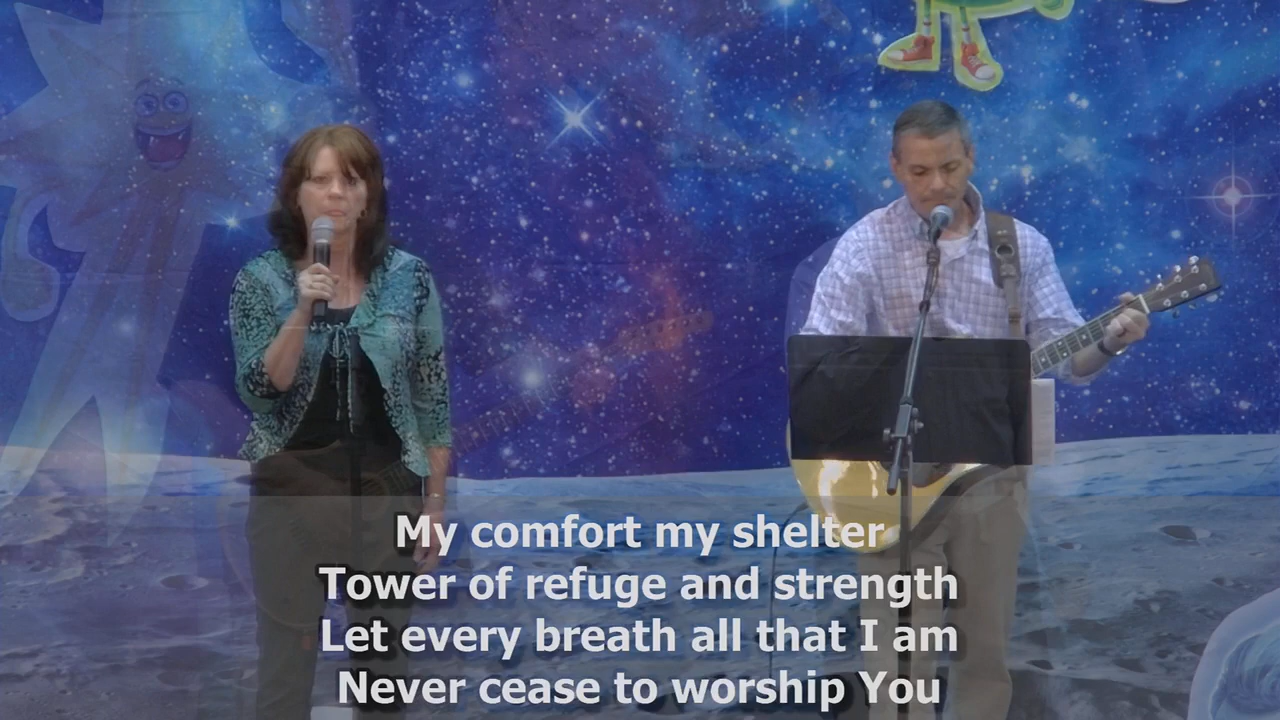 My comfort my shelter
Tower of refuge and strength
Let every breath all that I am
Never cease to worship You